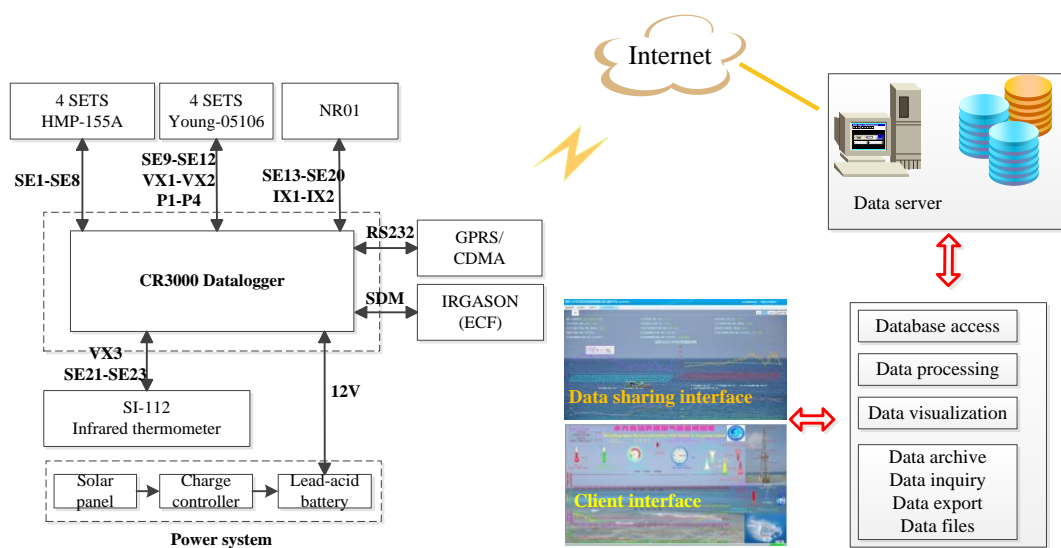 Internet
4 SETS
HMP-155A
4 SETS
Young-05106
NR01
SE1-SE8
SE9-SE12
VX1-VX2
P1-P4
SE13-SE20
IX1-IX2
CR3000 Datalogger
RS232
GPRS/
CDMA
SDM
IRGASON
(ECF)
VX3
SE21-SE23
SI-112
Infrared thermometer
12V
Solar
panel
Charge
controller
Lead-acid
battery
Power system
Data server
Database access
Data processing
Data visualization
Data archive
Data inquiry
Data export
Data files
Data sharing interface
Client interface